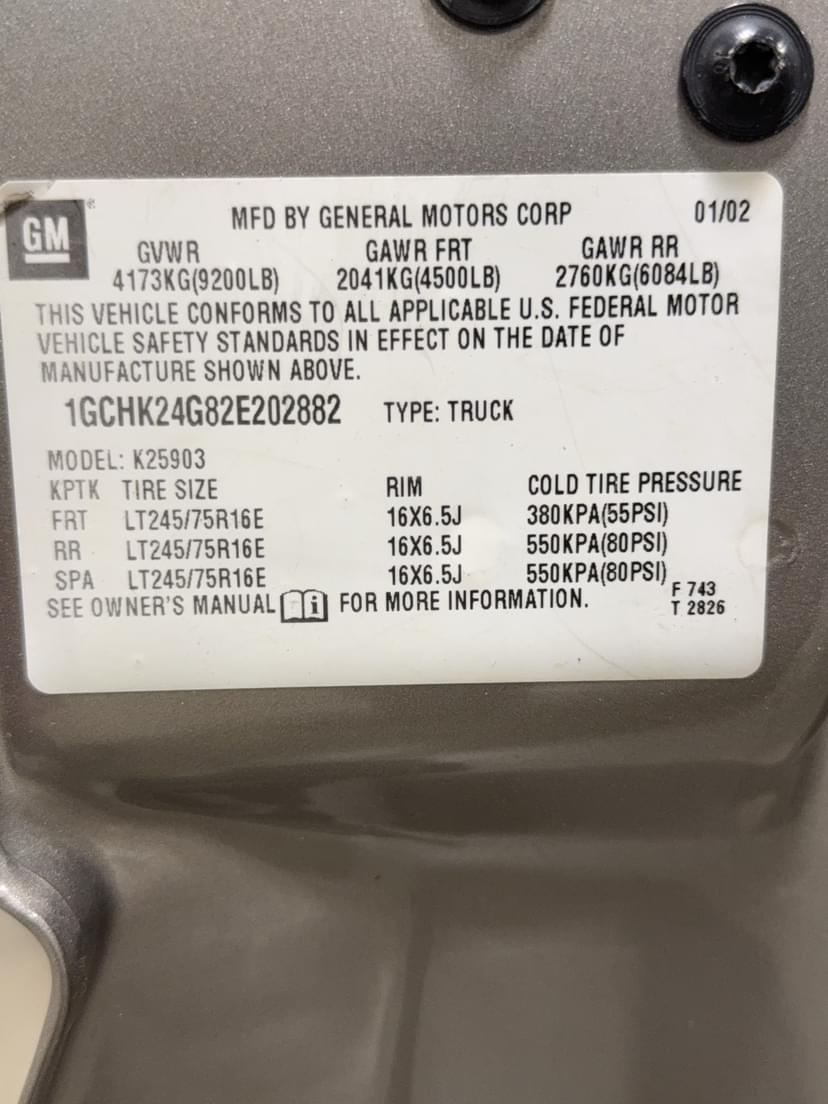 GM®
MFD BY GENERAL MOTORS CORP 01/02
GVWR GAWR FRT GAWR RR
4173KG(9200LB) 2041KG(4500LB) 2760KG(6084LB)
THIS VEHICLE CONFORMS TO ALL APPLICABLE U.S. FEDERAL MOTOR
VEHICLE SAFETY STANDARDS IN EFFECT ON THE DATE OF
MANUFACTURE SHOWN ABOVE.
1GCHK24G82E202882 TYPE: TRUCK
MODEL: K25903
KPTK TIRE SIZE RIM COLD TIRE PRESSURE
FRT LT245/75R16E 16X6.5J 380KPA(55PSI)
RR LT245/75R16E 16X6.5J 550KPA(80PSI)
SPA LT245/75R16E 16X6.5J 550KPA(80PSI)
SEE OWNER'S MANUAL i FOR MORE INFORMATION. F 743
T 2826